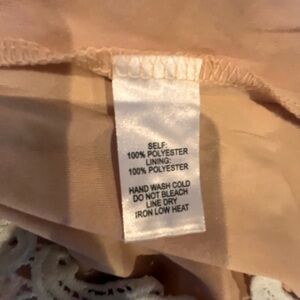 SELF:
100% POLYESTER
LINING:
100% POLYESTER
HAND WASH COLD
DO NOT BLEACH
LINE DRY
IRON LOW HEAT